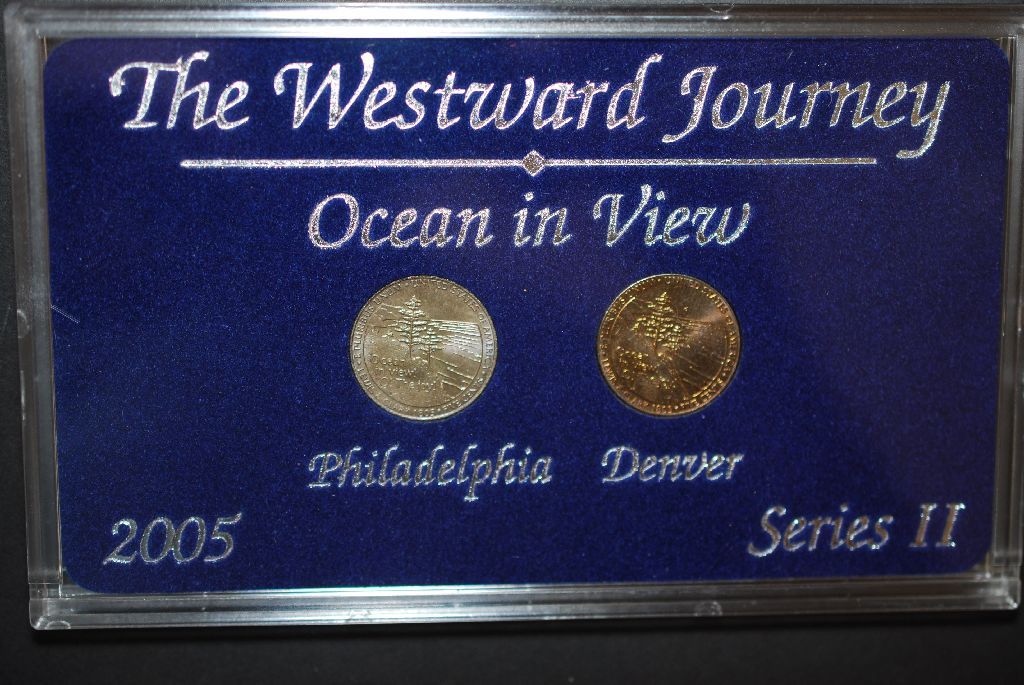 The Westward Journey
Ocean in View
Philadelphia Denver
2005
Series II